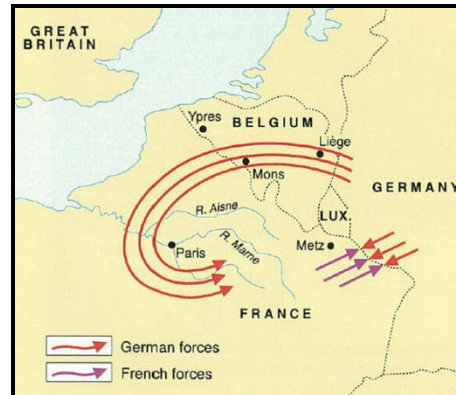 GREAT
BRITAIN
Ypres
BELGIUM
Liège
Mons
GERMANY
LUX.
R. Aisne
R. Marne
Metz
Paris
FRANCE
German forces
French forces